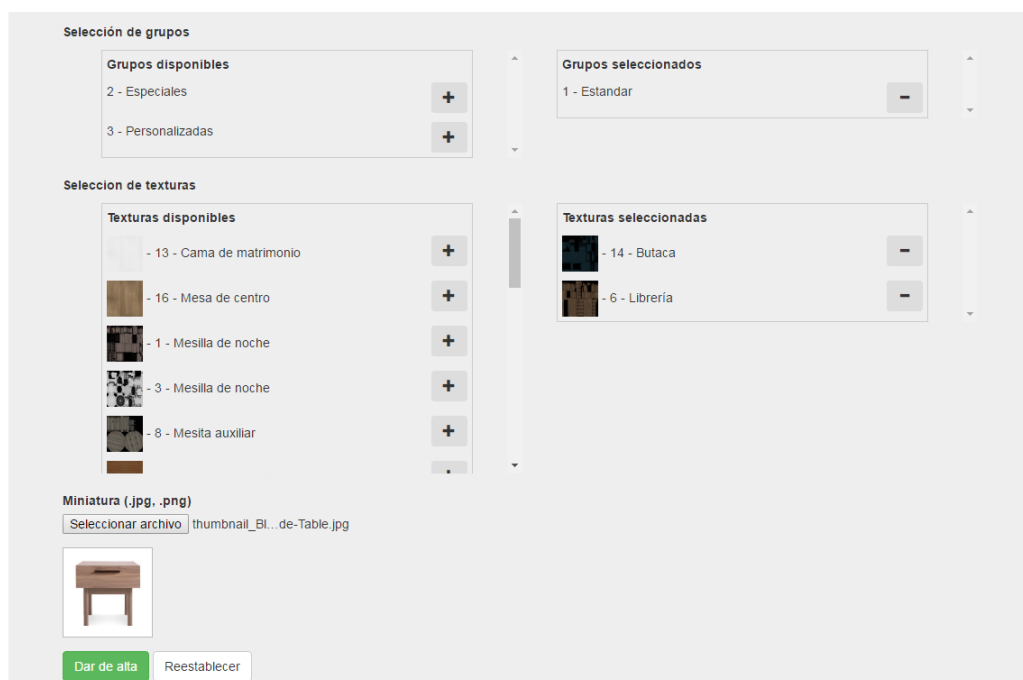 Selección de grupos
Grupos disponibles
2 - Especiales
3 - Personalizadas
Grupos seleccionados
1 - Estandar
Seleccion de texturas
Texturas disponibles
- 13 - Cama de matrimonio
- 16 - Mesa de centro
- 1 - Mesilla de noche
- 3 - Mesilla de noche
- 8 - Mesita auxiliar
Texturas seleccionadas
- 14 - Butaca
- 6 - Librería
Miniatura (.jpg, .png)
Seleccionar archivo thumbnail_Bl...de-Table.jpg
Dar de alta Reestablecer